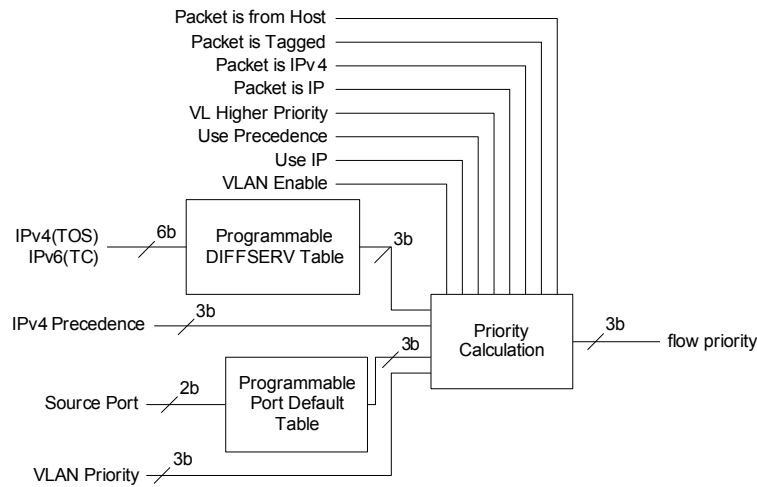 Packet is from Host
Packet is Tagged
Packet is IPv4
Packet is IP
VL Higher Priority
Use Precedence
Use IP
VLAN Enable
IPv4(TOS)
IPv6(TC)
6b
Programmable
DIFFSERV Table
3b
IPv4 Precedence
3b
Priority
Calculation
3b
flow priority
3b
Source Port
2b
Programmable
Port Default
Table
VLAN Priority
3b